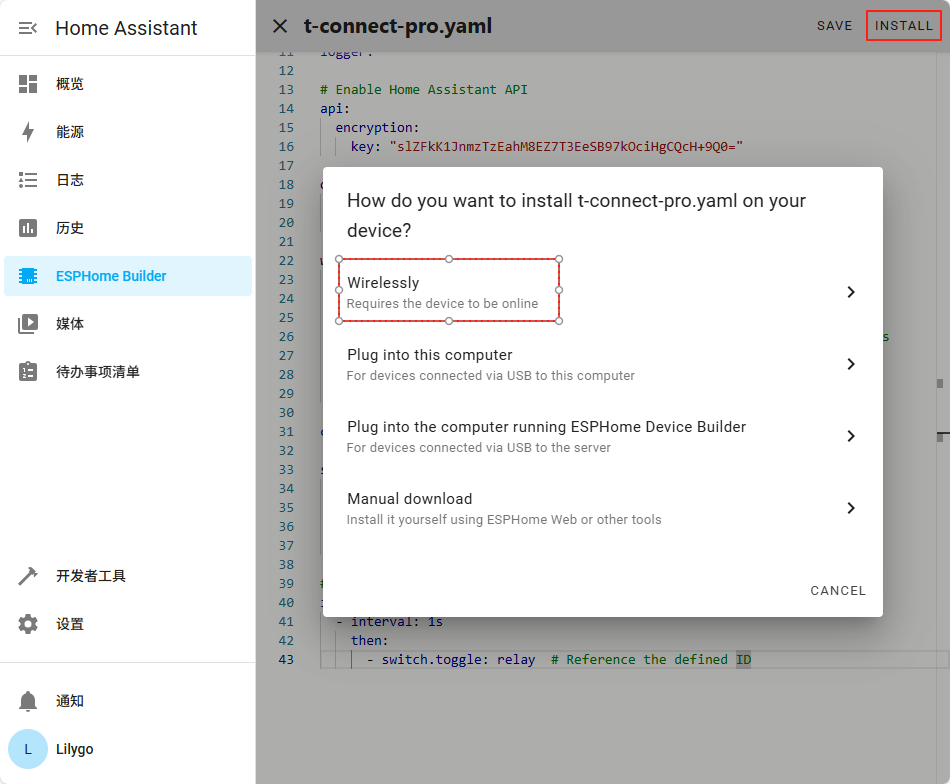 Home Assistant
概览
能源
日志
历史
ESPHome Builder
媒体
待办事项清单
开发者工具
设置
通知
L
Lilygo
t-connect-pro.yaml
SAVE
INSTALL
11 logger:
12
13 # Enable Home Assistant API
14 api:
15 encryption:
16 key: "slZFkK1JnmzTzEahM8EZ7T3EeSB97kOciHgCQcH+9Q0="
17
18
19
20
21
22
23
24
25
26 s
27
28
29
30
31
32
33
34
35
36
37
38
39 #
40
41 - interval: 1s
42 then:
43 - switch.toggle: relay # Reference the defined ID
How do you want to install t-connect-pro.yaml on your
device?
Wirelessly
Requires the device to be online
Plug into this computer
For devices connected via USB to this computer
Plug into the computer running ESPHome Device Builder
For devices connected via USB to the server
Manual download
Install it yourself using ESPHome Web or other tools
CANCEL